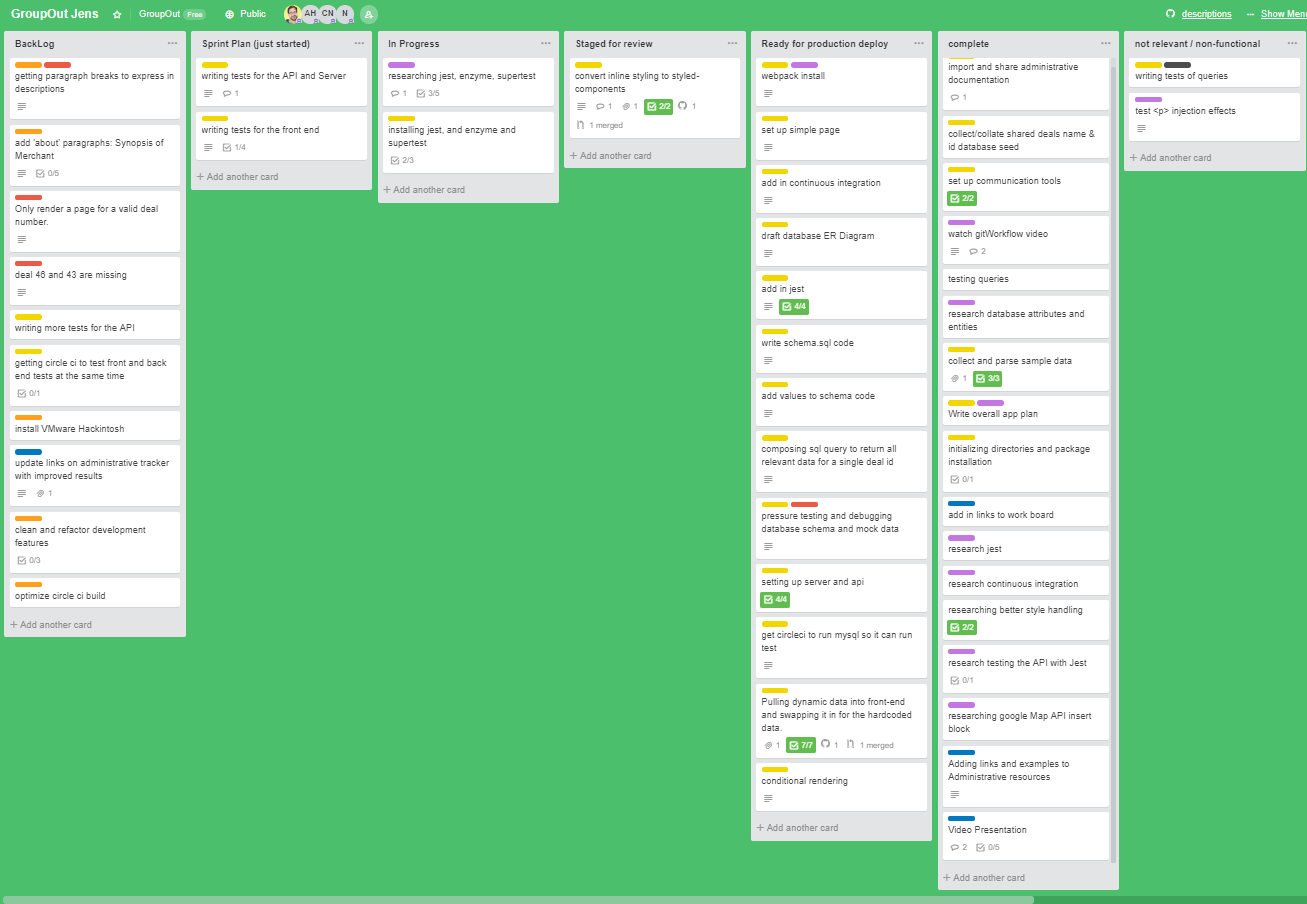 GroupOut Jens
GroupOut Free
Public
AH CN N
descriptions
... Show Menu
BackLog
getting paragraph breaks to express in
descriptions
add 'about' paragraphs: Synopsis of
Merchant
0/5
Only render a page for a valid deal
number.
deal 46 and 43 are missing
writing more tests for the API
getting circle ci to test front and back
end tests at the same time
0/1
install VMware Hackintosh
update links on administrative tracker
with improved results
1
clean and refactor development
features
0/3
optimize circle ci build
+ Add another card
Sprint Plan (just started)
writing tests for the API and Server
1
writing tests for the front end
1/4
+ Add another card
In Progress
researching jest, enzyme, supertest
1 3/5
installing jest, and enzyme and
supertest
2/3
+ Add another card
Staged for review
convert inline styling to styled-
components
1 1 2/2 1
1 merged
+ Add another card
Ready for production deploy
webpack install
set up simple page
add in continuous integration
draft database ER Diagram
add in jest
4/4
write schema.sql code
add values to schema code
composing sql query to return all
relevant data for a single deal id
pressure testing and debugging
database schema and mock data
setting up server and api
4/4
get circleci to run mysql so it can run
test
Pulling dynamic data into front-end
and swapping it in for the hardcoded
data.
1 7/7 1 1 merged
conditional rendering
+ Add another card
complete
import and share administrative
documentation
1
collect/collate shared deals name &
id database seed
set up communication tools
2/2
watch gitWorkflow video
2
testing queries
research database attributes and
entities
collect and parse sample data
1 3/3
Write overall app plan
initializing directories and package
installation
0/1
add in links to work board
research jest
research continuous integration
researching better style handling
2/2
research testing the API with Jest
0/1
researching google Map API insert
block
Adding links and examples to
Administrative resources
Video Presentation
2 0/5
+ Add another card
not relevant / non-functional
writing tests of queries
test <p> injection effects
+ Add another card